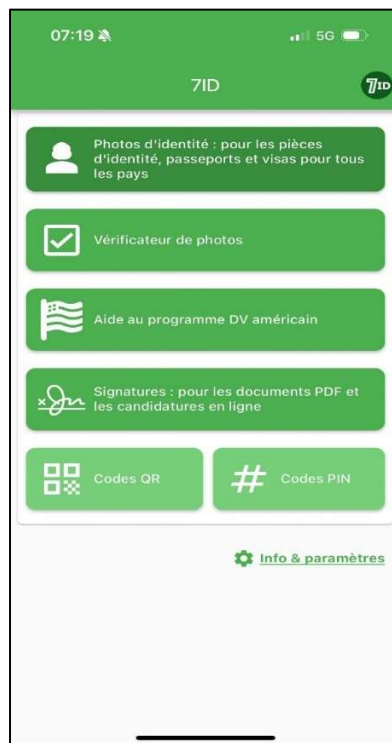 07:19
5G
7ID
7ID
Photos d'identité : pour les pièces
d'identité, passeports et visas pour tous
les pays
Vérificateur de photos
Aide au programme DV américain
Signatures : pour les documents PDF et
les candidatures en ligne
Codes QR
# Codes PIN
Info & paramètres